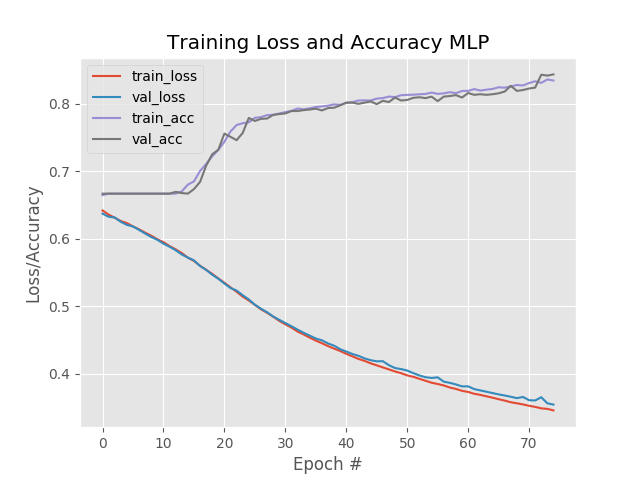 Training Loss and Accuracy MLP
train_loss
val_loss
train_acc
val_acc
Loss/Accuracy
0.8
0.7
0.6
0.5
0.4
0 10 20 30 40 50 60 70
Epoch #